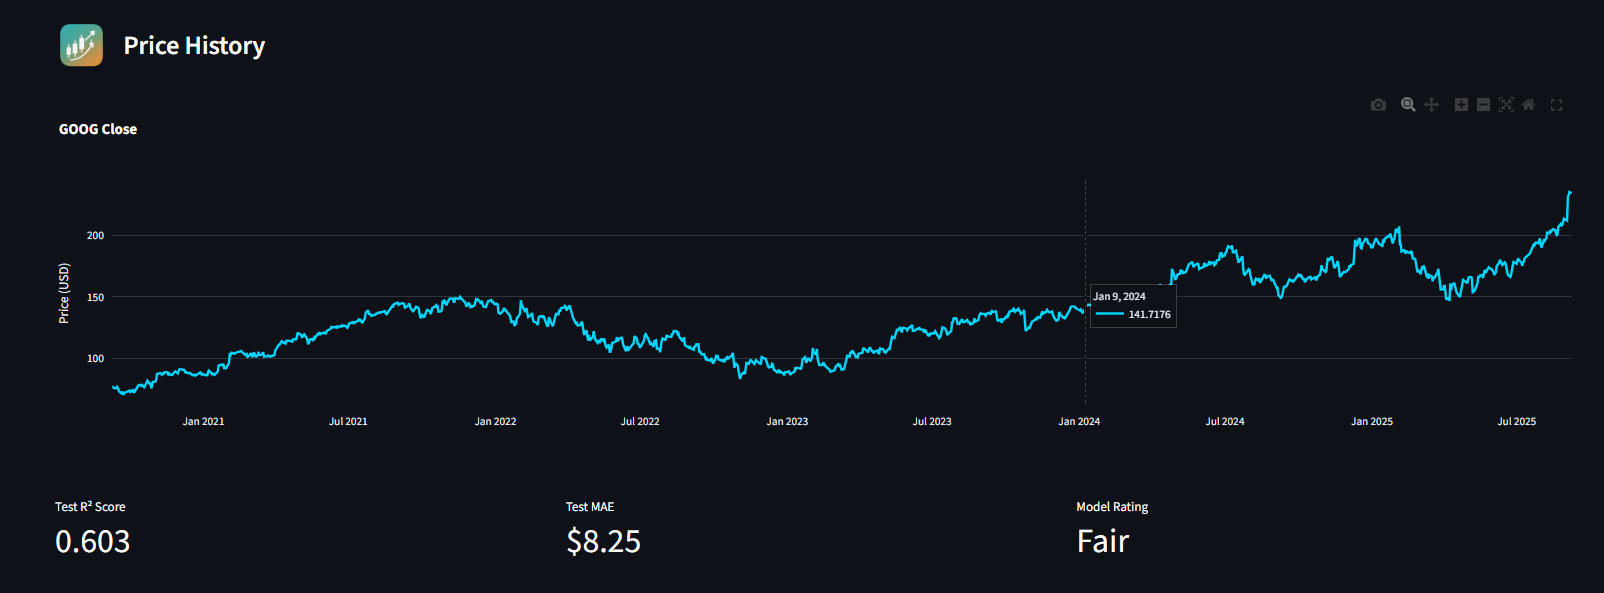 Price History
GOOG Close
Price (USD)
200
150
100
Jan 9, 2024
141.7176
Jan 2021
Jul 2021
Jan 2022
Jul 2022
Jan 2023
Jul 2023
Jan 2024
Jul 2024
Jan 2025
Jul 2025
Test R² Score
Test MAE
Model Rating
0.603
$8.25
Fair